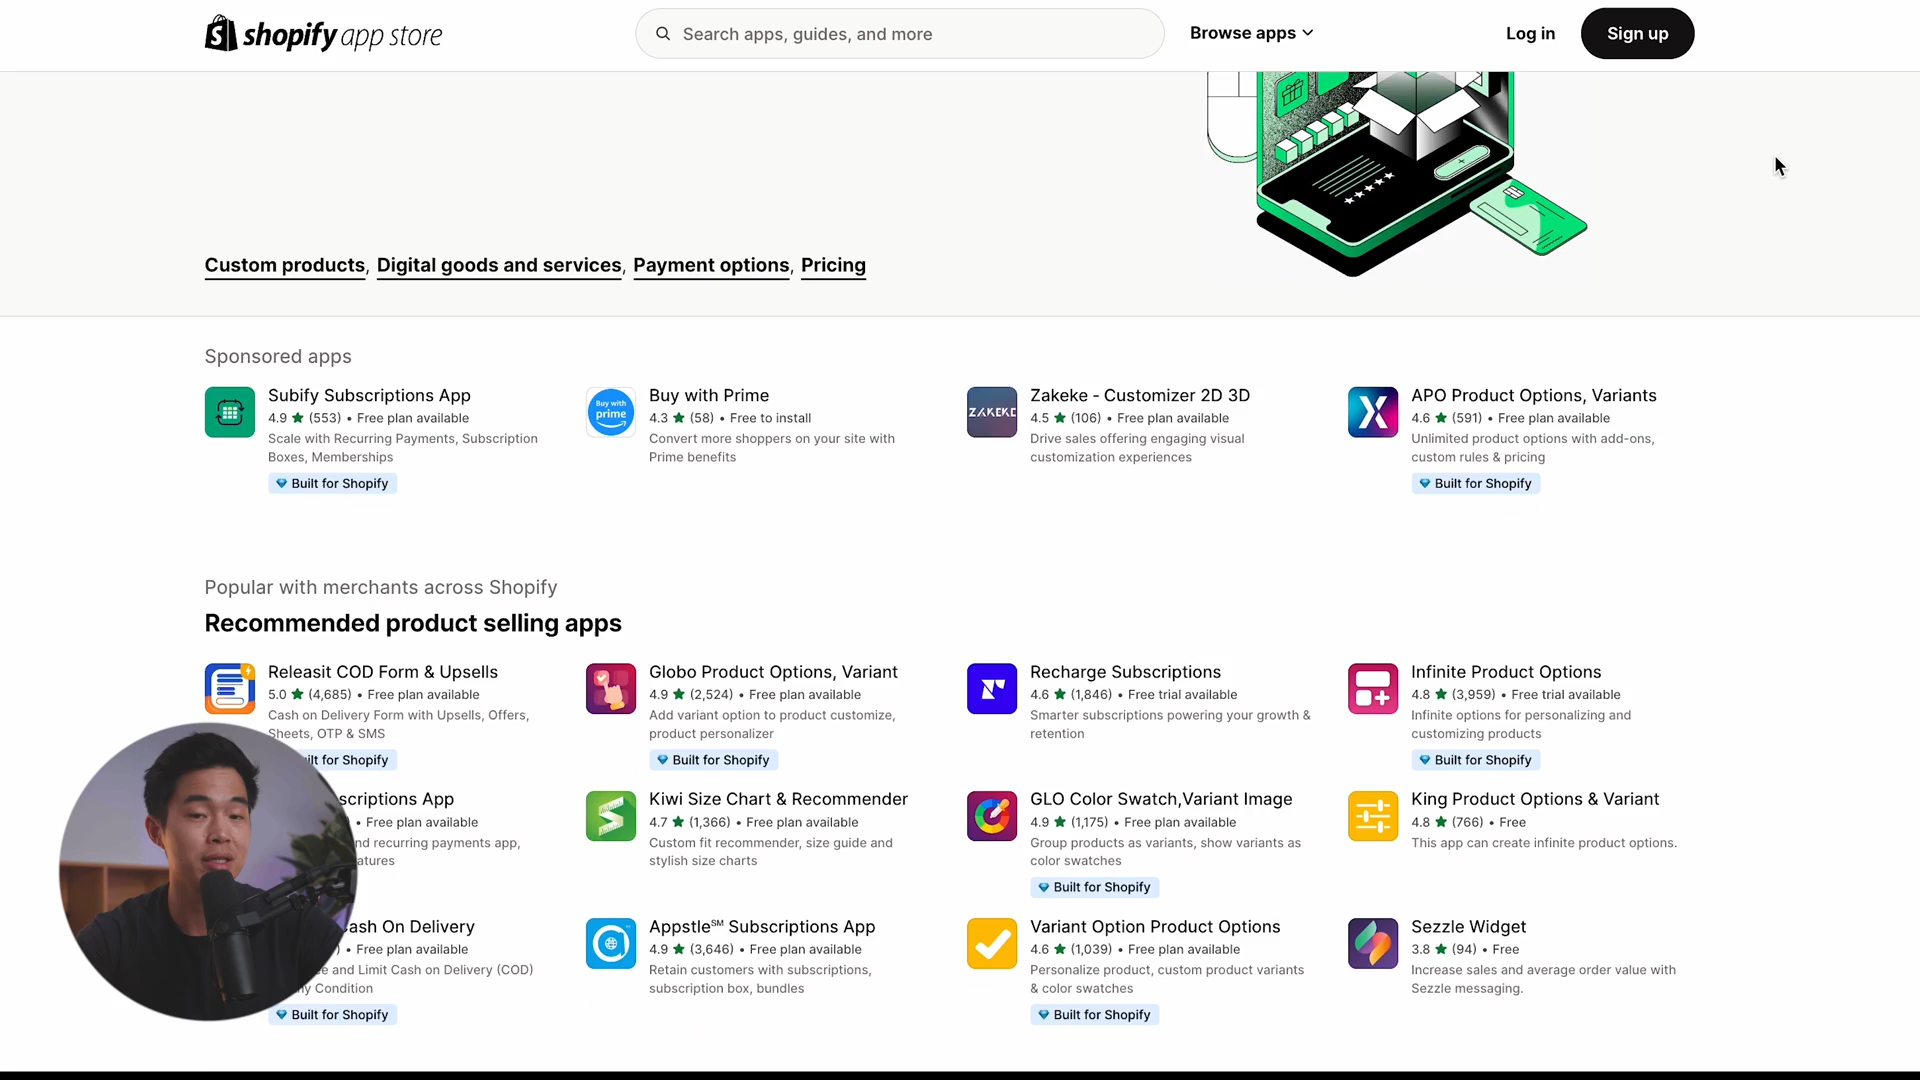 shopify app store
Search apps, guides, and more
Browse apps
Log in
Sign up
Custom products, Digital goods and services, Payment options, Pricing
Sponsored apps
Subify Subscriptions App
4.9 ★ (553) • Free plan available
Scale with Recurring Payments, Subscription
Boxes, Memberships
Built for Shopify
Buy with
prime
Buy with Prime
4.3 ★ (58) • Free to install
Convert more shoppers on your site with
Prime benefits
ZAKEKE
Zakeke - Customizer 2D 3D
4.5 ★ (106) • Free plan available
Drive sales offering engaging visual
customization experiences
APO Product Options, Variants
4.6 ★ (591) • Free plan available
Unlimited product options with add-ons,
custom rules & pricing
Built for Shopify
Popular with merchants across Shopify
Recommended product selling apps
Releasit COD Form & Upsells
5.0 ★ (4,685) • Free plan available
Cash on Delivery Form with Upsells, Offers,
Sheets, OTP & SMS
for Shopify
Globo Product Options, Variant
4.9 ★ (2,524) • Free plan available
Add variant option to product customize,
product personalizer
Built for Shopify
Recharge Subscriptions
4.6 ★ (1,846) • Free trial available
Smarter subscriptions powering your growth &
retention
Infinite Product Options
4.8 ★ (3,959) • Free trial available
Infinite options for personalizing and
customizing products
Built for Shopify
App
• Free plan available
recurring payments app,
Kiwi Size Chart & Recommender
4.7 ★ (1,366) • Free plan available
Custom fit recommender, size guide and
stylish size charts
GLO Color Swatch,Variant Image
4.9 ★ (1,175) • Free plan available
Group products as variants, show variants as
color swatches
Built for Shopify
King Product Options & Variant
4.8 ★ (766) • Free
This app can create infinite product options.
Cash On Delivery
• Free plan available
and Limit Cash on Delivery (COD)
Condition
Built for Shopify
Appstle℠ Subscriptions App
4.9 ★ (3,646) • Free plan available
Retain customers with subscriptions,
subscription box, bundles
Variant Option Product Options
4.6 ★ (1,039) • Free plan available
Personalize product, custom product variants
& color swatches
Built for Shopify
Sezzle Widget
3.8 ★ (94) • Free
Increase sales and average order value with
Sezzle messaging.